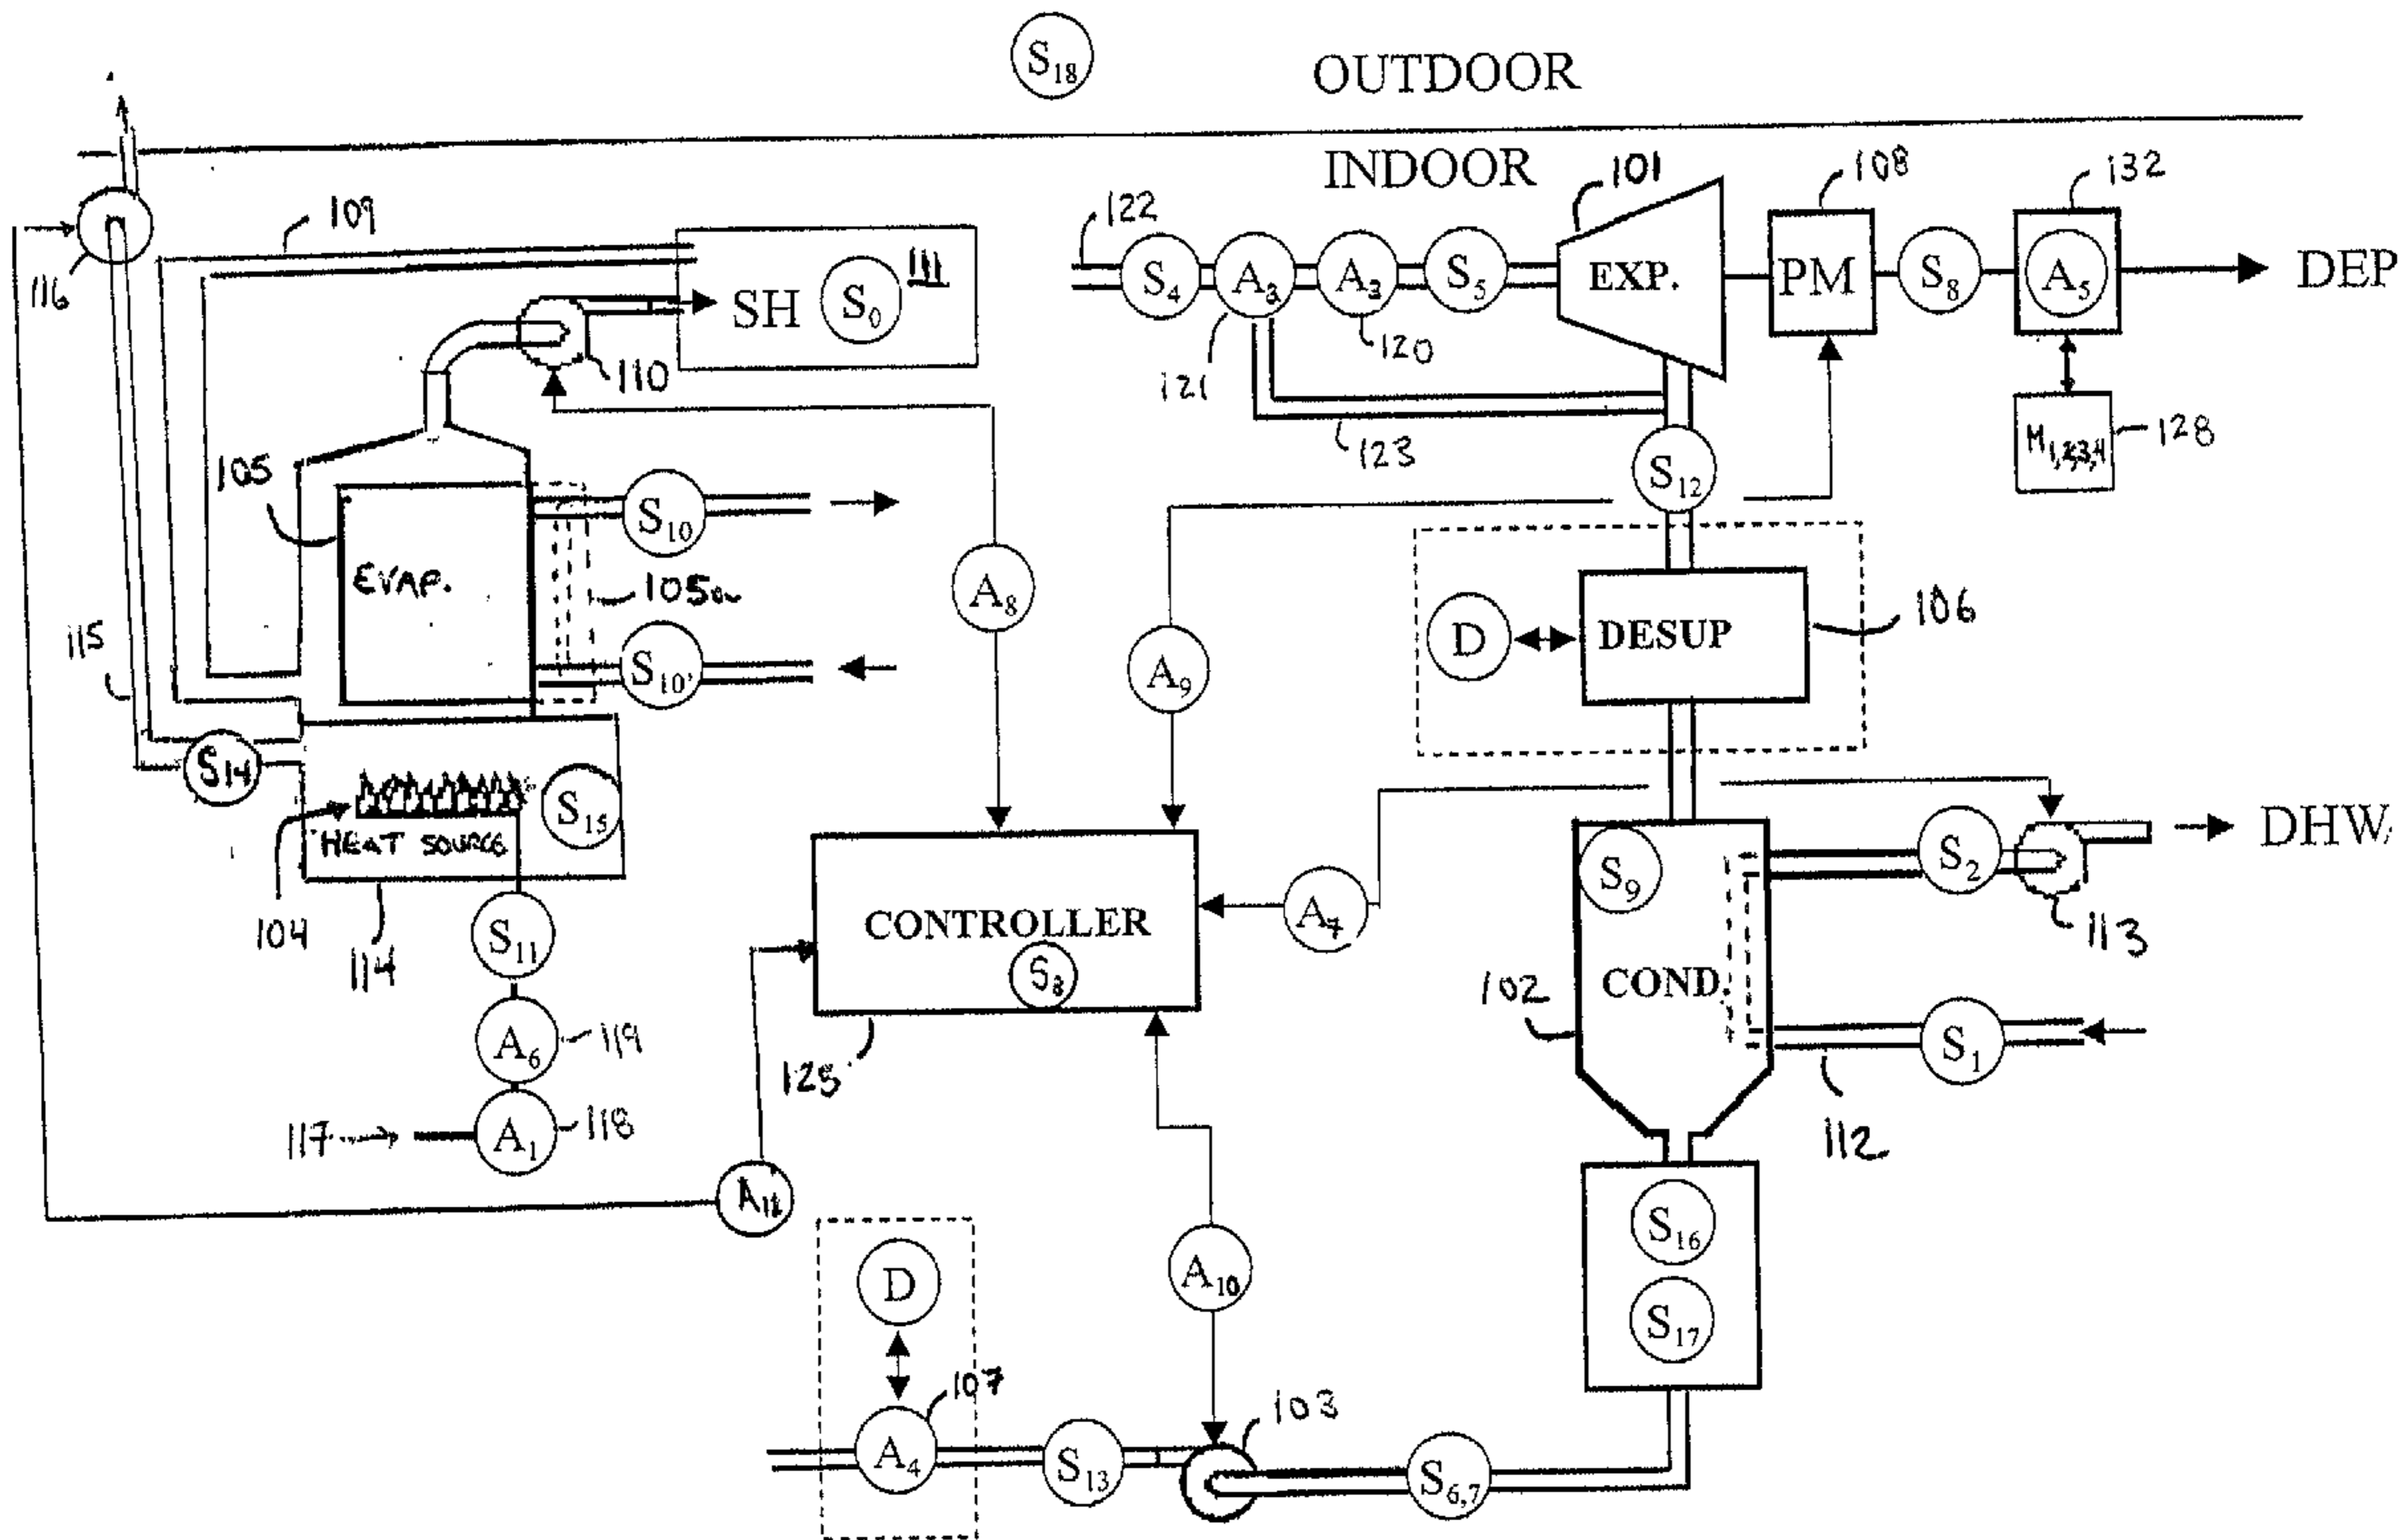 S18
OUTDOOR
INDOOR
101
108
132
122
109
116
SH
S0
111
S4
A2
A3
S5
EXP.
PM
S8
A5
DEP
110
121
120
123
M1,2,3,4
128
S12
105
S10
EVAP.
105a
A8
D
DESUP
106
115
S10'
A9
S14
HEAT SOURCE
S15
104
114
S11
CONTROLLER
A7
S9
S2
DHW
113
COND.
102
S1
112
A6
119
117
A1
118
S16
S17
D
A10
107
A4
S13
103
S6,7